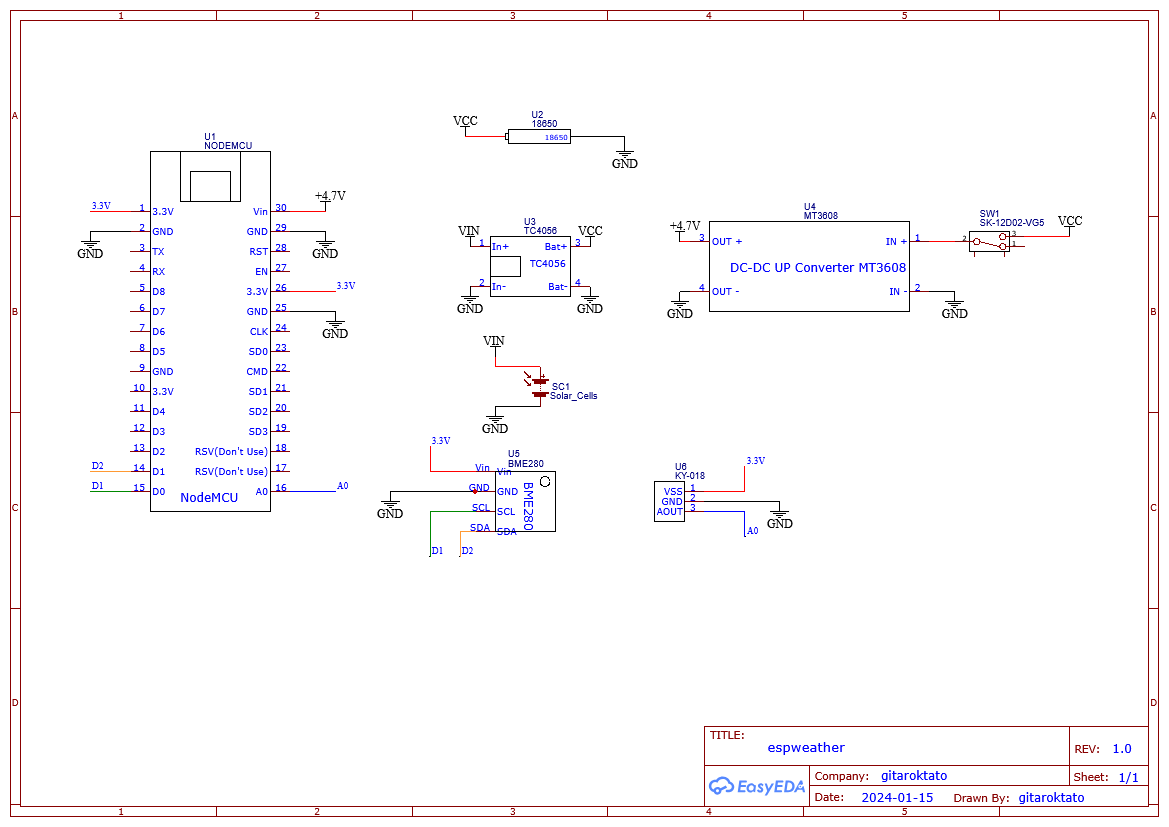 1 2 3 4 5
A A
B B
C C
D D
U1
NODEMCU
3.3V 1 3.3V Vin 30 +4.7V
GND 2 GND GND 29 GND
3 TX RST 28
4 RX EN 27
5 D8 3.3V 26 3.3V
6 D7 GND 25 GND
7 D6 CLK 24
8 D5 SD0 23
9 GND CMD 22
10 3.3V SD1 21
11 D4 SD2 20
12 D3 SD3 19
13 D2 RSV(Don't Use) 18
D2 14 D1 RSV(Don't Use) 17
D1 15 D0 NodeMCU A0 16 A0
VCC
U2
18650
18650
GND
U3
TC4056
VIN 1 In+ Bat+ 3 VCC
TC4056
2 In- Bat- 4
GND GND
U4
MT3608
+4.7V 3 OUT + IN + 1
DC-DC UP Converter MT3608
4 OUT - IN - 2
GND GND
SW1
SK-12D02-VG5
VCC
2 3
1
VIN
+
SC1
Solar_Cells
GND
3.3V
U5
BME280
Vin Vin
GND GND GND
SCL SCL
SDA SDA
BME280
D1 D2
U6
KY-018
3.3V
VSS 1
GND 2
AOUT 3
GND
A0
TITLE:
espweather
REV: 1.0
EasyEDA
Company: gitaroktato
Sheet: 1/1
Date: 2024-01-15 Drawn By: gitaroktato
1 2 3 4 5